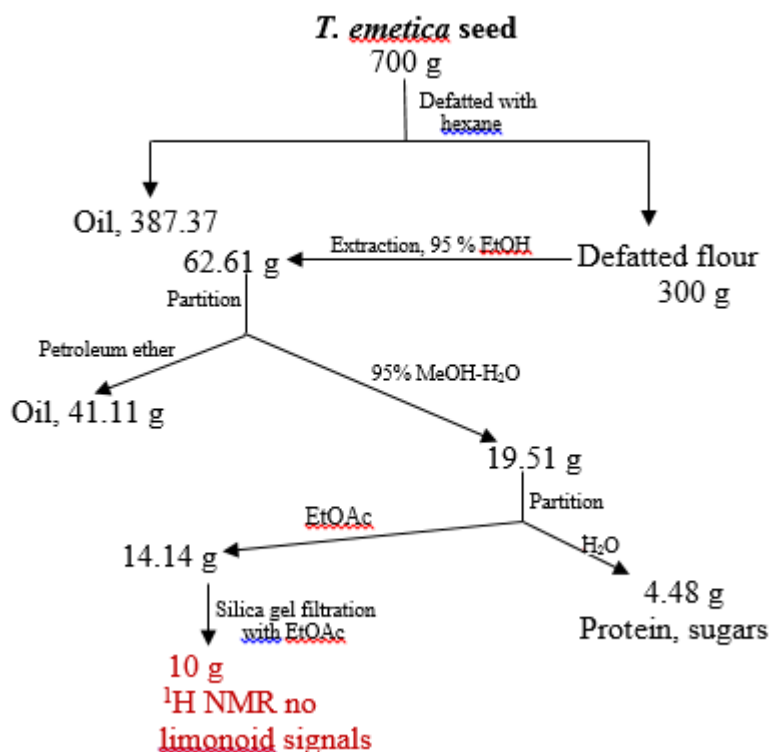 T. emetica seed
700 g
Defatted with
hexane
Oil, 387.37
62.61 g
Extraction, 95 % EtOH
Defatted flour
300 g
Partition
Petroleum ether
95% MeOH-H₂O
Oil, 41.11 g
19.51 g
Partition
EtOAc
H₂O
14.14 g
4.48 g
Protein, sugars
Silica gel filtration
with EtOAc
10 g
¹H NMR no
limonoid signals